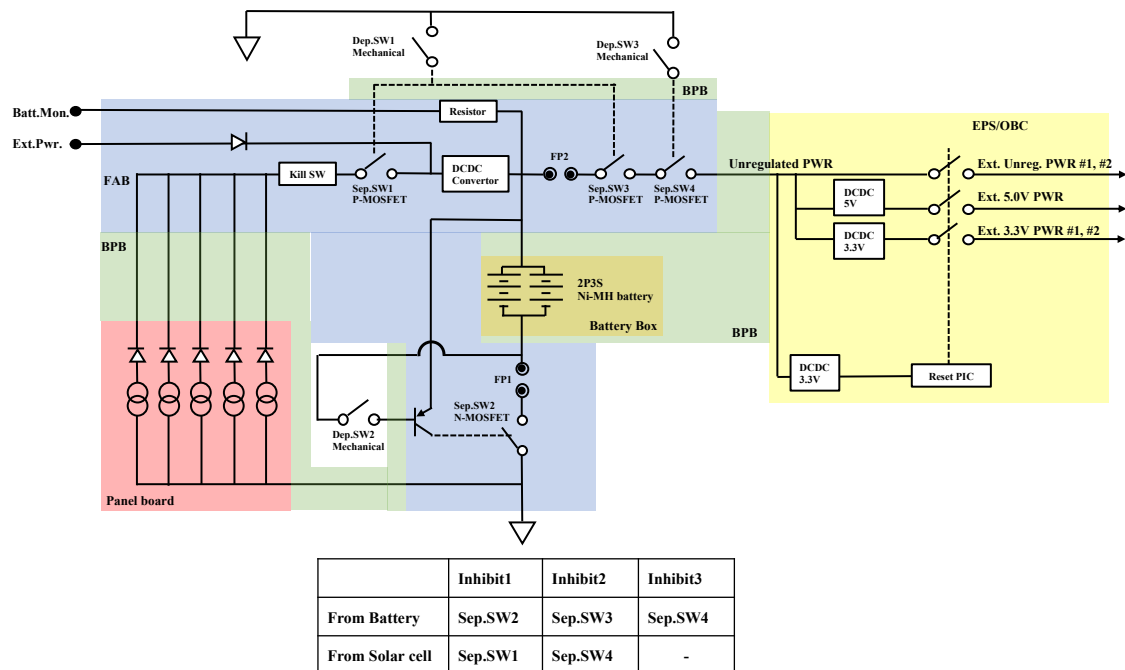 Dep.SW1
Mechanical
Dep.SW3
Mechanical
BPB
Batt.Mon.
Resistor
EPS/OBC
Ext.Pwr.
FP2
Unregulated PWR
Ext. Unreg. PWR #1, #2
FAB
Kill SW
DCDC
Convertor
Sep.SW1
P-MOSFET
Sep.SW3
P-MOSFET
Sep.SW4
P-MOSFET
DCDC
5V
Ext. 5.0V PWR
DCDC
3.3V
Ext. 3.3V PWR #1, #2
BPB
2P3S
Ni-MH battery
Battery Box
BPB
FP1
DCDC
3.3V
Reset PIC
Sep.SW2
N-MOSFET
Dep.SW2
Mechanical
Panel board
Inhibit1 Inhibit2 Inhibit3
From Battery Sep.SW2 Sep.SW3 Sep.SW4
From Solar cell Sep.SW1 Sep.SW4 -